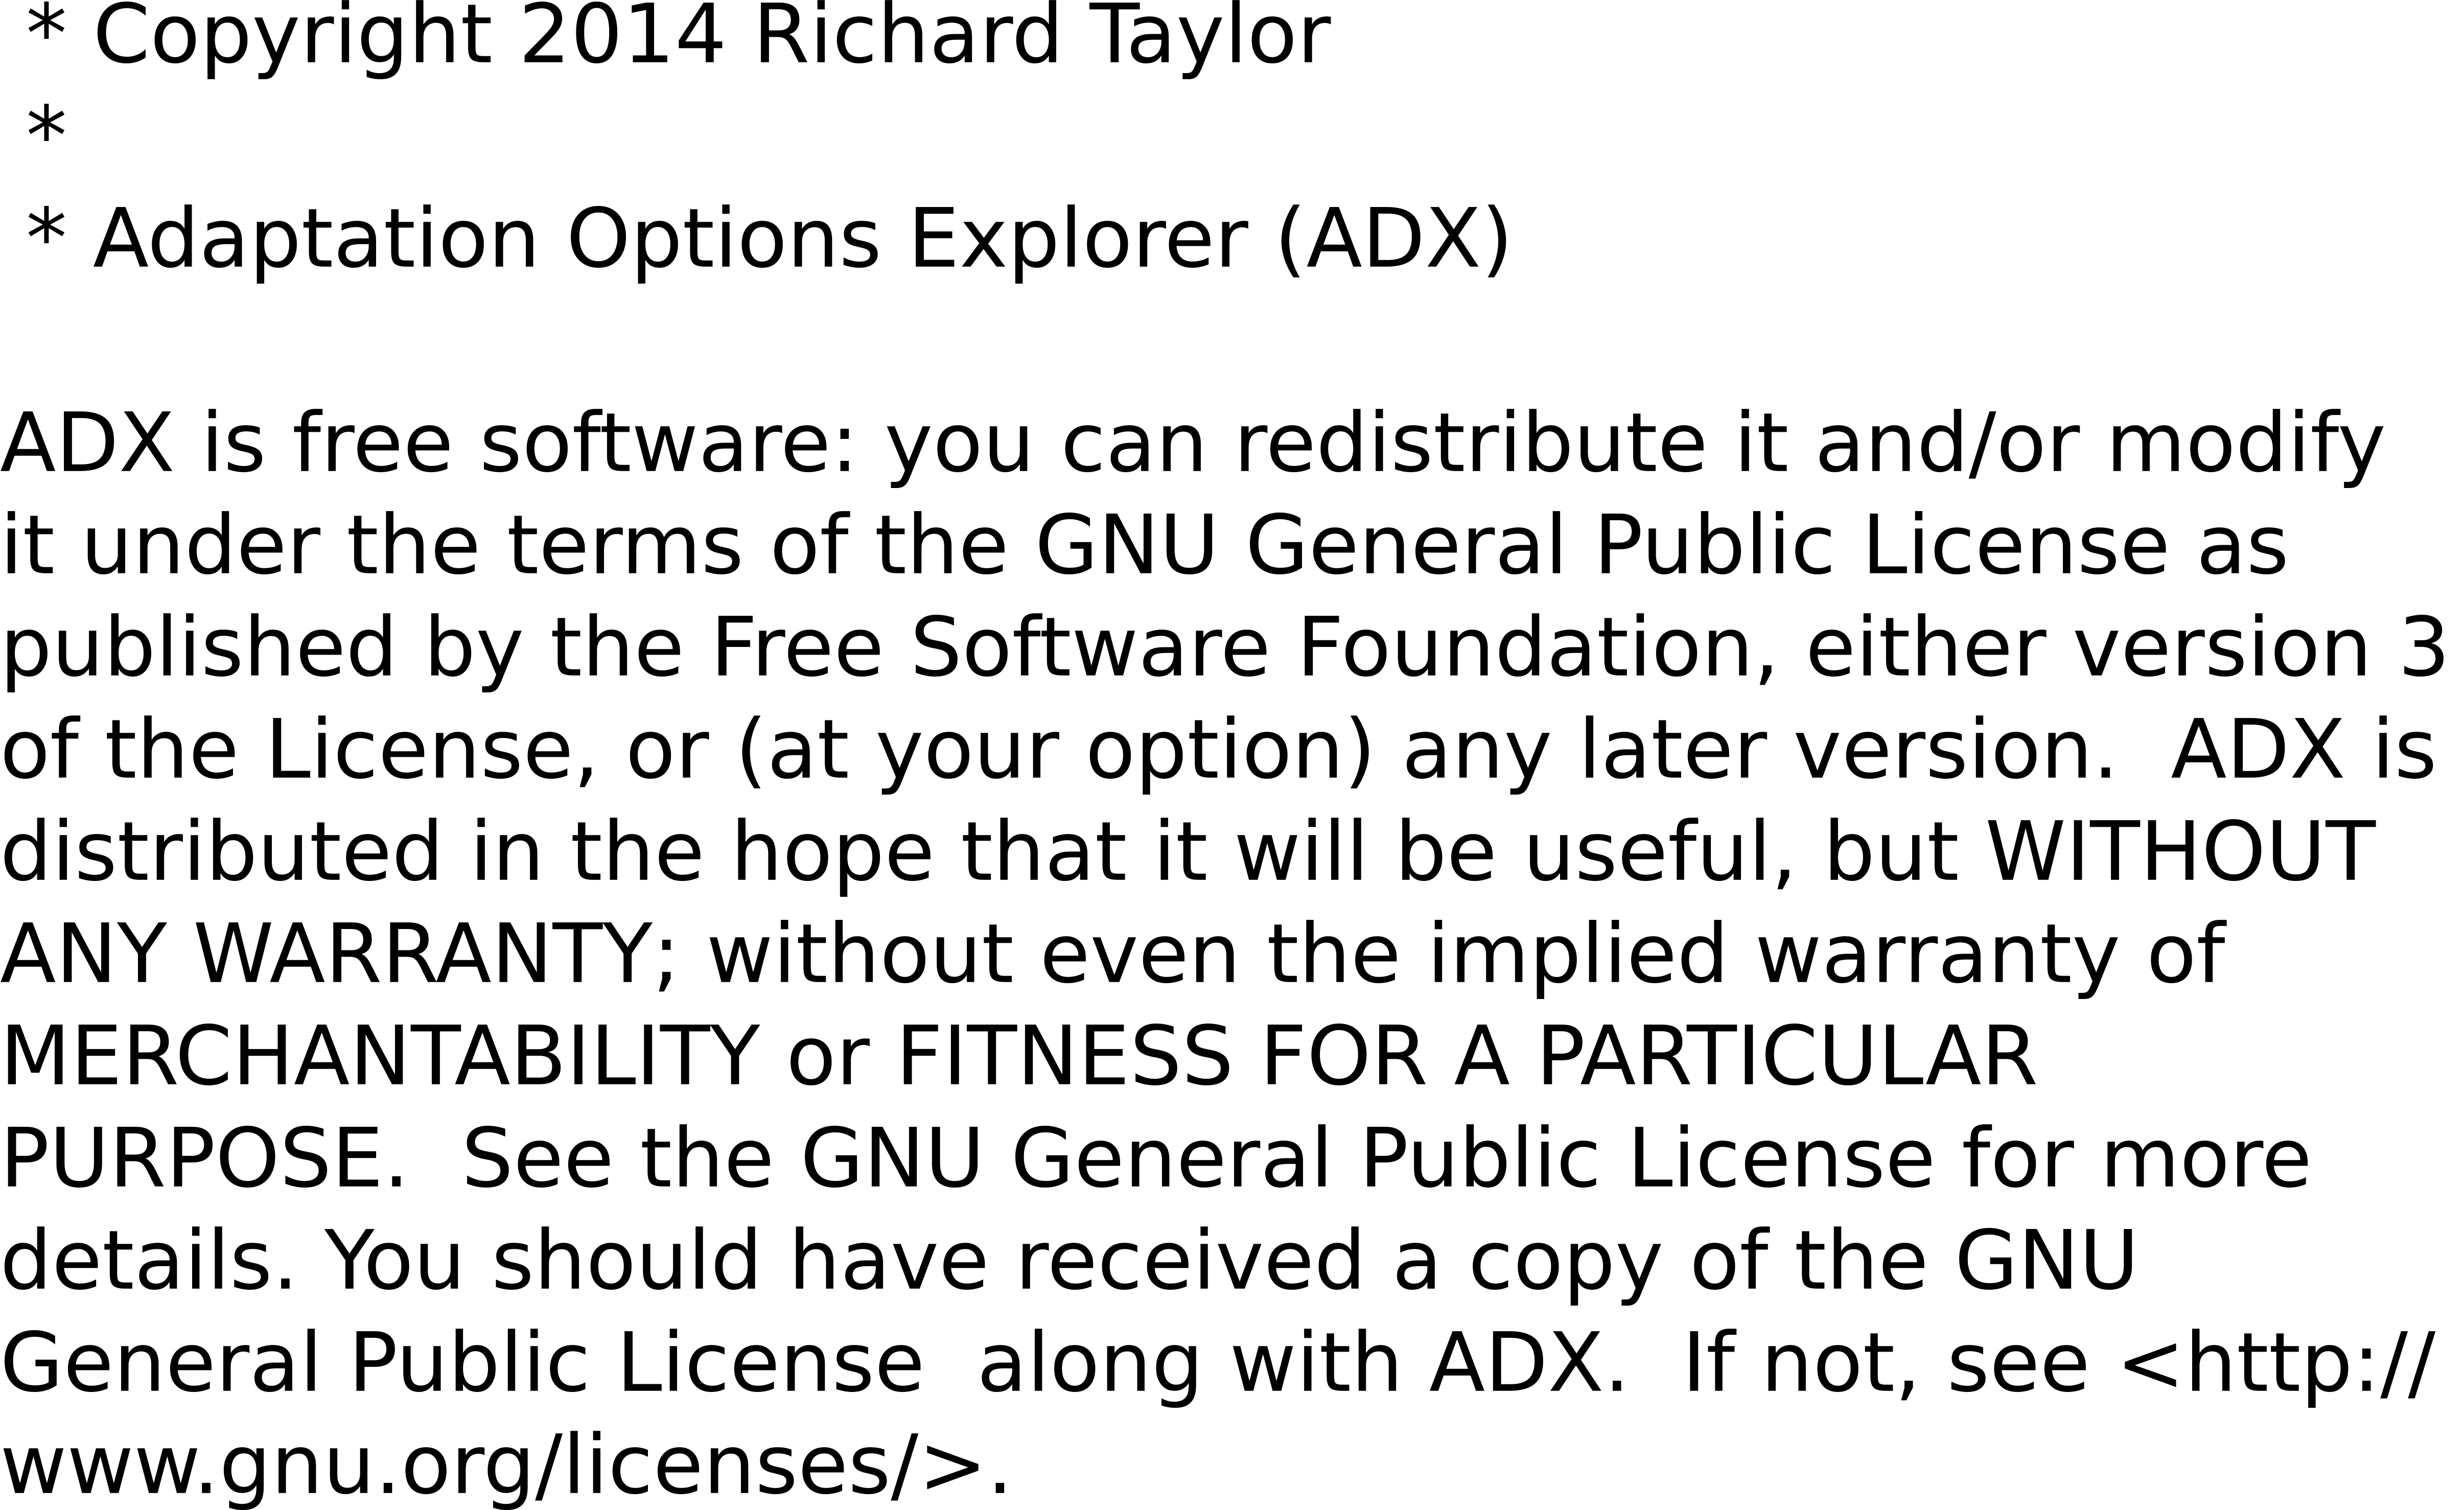 * Copyright 2014 Richard Taylor
*
* Adaptation Options Explorer (ADX)

ADX is free software: you can redistribute it and/or modify
it under the terms of the GNU General Public License as
published by the Free Software Foundation, either version 3
of the License, or (at your option) any later version.  ADX is
distributed in the hope that it will be useful, but WITHOUT
ANY WARRANTY; without even the implied warranty of
MERCHANTABILITY or FITNESS FOR A PARTICULAR
PURPOSE.  See the GNU General Public License for more
details. You should have received a copy of the GNU
General Public License  along with ADX.  If not, see <http://
www.gnu.org/licenses/>.